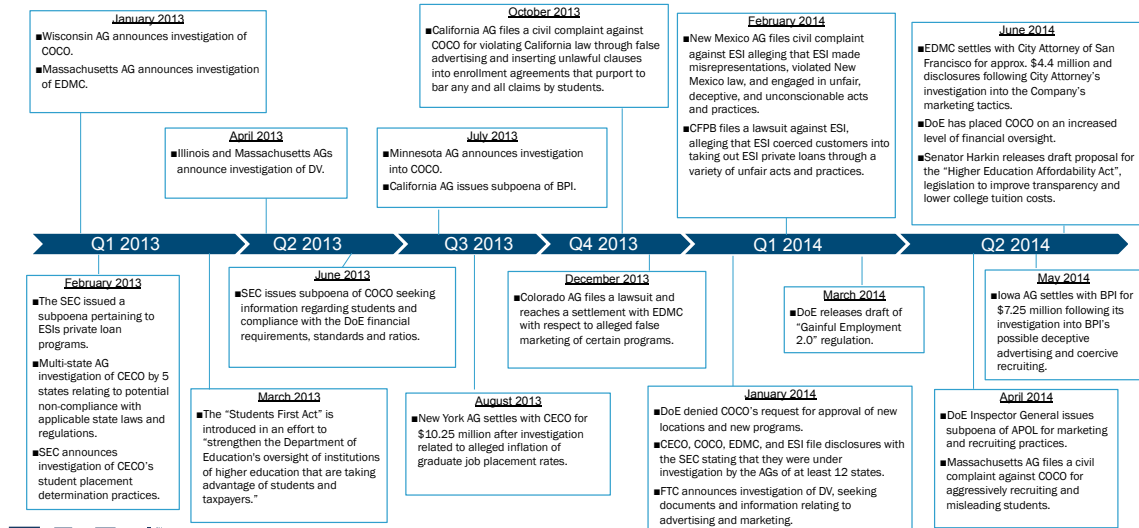 January 2013
■Wisconsin AG announces investigation of
COCO.
■Massachusetts AG announces investigation
of EDMC.
April 2013
■Illinois and Massachusetts AGs
announce investigation of DV.
October 2013
■California AG files a civil complaint against
COCO for violating California law through false
advertising and inserting unlawful clauses
into enrollment agreements that purport to
bar any and all claims by students.
July 2013
■Minnesota AG announces investigation
into COCO.
■California AG issues subpoena of BPI.
February 2014
■New Mexico AG files civil complaint
against ESI alleging that ESI made
misrepresentations, violated New
Mexico law, and engaged in unfair,
deceptive, and unconscionable acts
and practices.
■CFPB files a lawsuit against ESI,
alleging that ESI coerced customers into
taking out ESI private loans through a
variety of unfair acts and practices.
June 2014
■EDMC settles with City Attorney of San
Francisco for approx. $4.4 million and
disclosures following City Attorney's
investigation into the Company's
marketing tactics.
■DoE has placed COCO on an increased
level of financial oversight.
■Senator Harkin releases draft proposal for
the "Higher Education Affordability Act",
legislation to improve transparency and
lower college tuition costs.
Q1 2013
Q2 2013
Q3 2013
Q4 2013
Q1 2014
Q2 2014
February 2013
■The SEC issued a
subpoena pertaining to
ESIs private loan
programs.
■Multi-state AG
investigation of CECO by 5
states relating to potential
non-compliance with
applicable state laws and
regulations.
■SEC announces
investigation of CECO's
student placement
determination practices.
March 2013
■The "Students First Act" is
introduced in an effort to
"strengthen the Department of
Education's oversight of institutions
of higher education that are taking
advantage of students and
taxpayers."
June 2013
■SEC issues subpoena of COCO seeking
information regarding students and
compliance with the DoE financial
requirements, standards and ratios.
August 2013
■New York AG settles with CECO for
$10.25 million after investigation
related to alleged inflation of
graduate job placement rates.
December 2013
■Colorado AG files a lawsuit and
reaches a settlement with EDMC
with respect to alleged false
marketing of certain programs.
January 2014
■DoE denied COCO's request for approval of new
locations and new programs.
■CECO, COCO, EDMC, and ESI file disclosures with
the SEC stating that they were under
investigation by the AGs of at least 12 states.
■FTC announces investigation of DV, seeking
documents and information relating to
advertising and marketing.
March 2014
■DoE releases draft of
"Gainful Employment
2.0" regulation.
May 2014
■Iowa AG settles with BPI for
$7.25 million following its
investigation into BPI's
possible deceptive
advertising and coercive
recruiting.
April 2014
■DoE Inspector General issues
subpoena of APOL for marketing
and recruiting practices.
■Massachusetts AG files a civil
complaint against COCO for
aggressively recruiting and
misleading students.